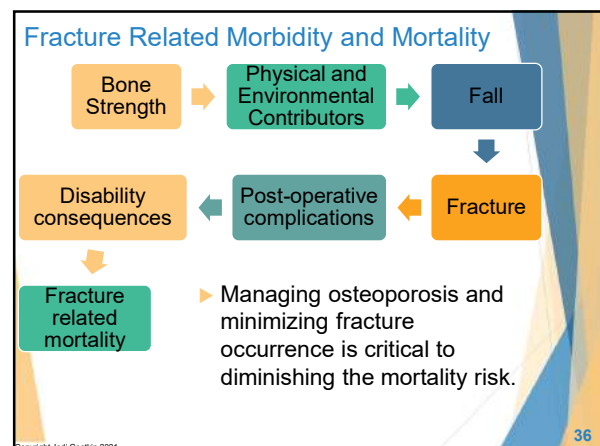 Fracture Related Morbidity and Mortality
Bone
Strength
Physical and
Environmental
Contributors
Fall
Fracture
Post-operative
complications
Disability
consequences
Fracture
related
mortality
Managing osteoporosis and
minimizing fracture
occurrence is critical to
diminishing the mortality risk.
36